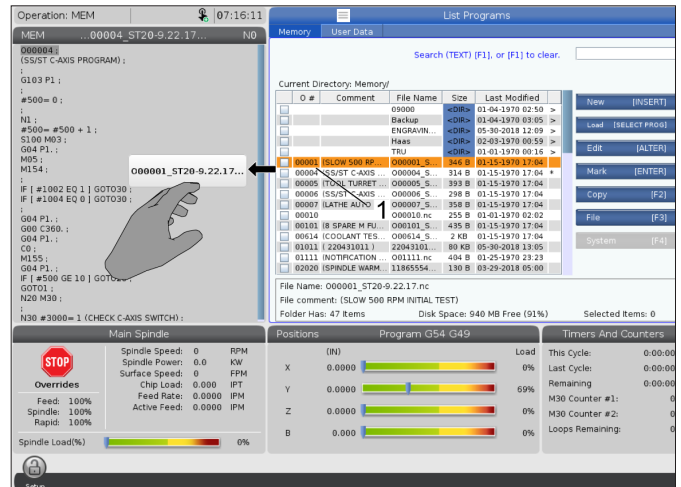 Operation: MEM 07:16:11
List Programs
MEM ...00004_ST20-9.22.17... N0
Memory User Data
O00004 ;
(SS/ST C-AXIS PROGRAM) ;
;
G103 P1 ;
;
#500= 0 ;
;
N1 ;
#500= #500 + 1 ;
S100 M03 ;
G04 P1. ;
M05 ;
M154 ;
;
IF [ #1002 EQ 1 ] GOTO30 ;
IF [ #1004 EQ 0 ] GOTO30 ;
;
G04 P1. ;
G00 C360. ;
G04 P1. ;
C0 ;
M155 ;
G04 P1. ;
IF [ #500 GE 10 ]
GOTO1 ;
N20 M30 ;
;
N30 #3000= 1 (CHECK C-AXIS SWITCH) ;
O00001_ST20-9.22.17...
1
Search (TEXT) [F1], or [F1] to clear.
Current Directory: Memory/
O # Comment File Name Size Last Modified
09000 <DIR> 01-04-1970 02:50 >
Backup <DIR> 01-04-1970 03:05 >
ENGRAVIN... <DIR> 05-30-2018 12:09 >
Haas <DIR> 02-03-1970 00:59 >
TRU <DIR> 01-01-1970 00:16 >
00001 (SLOW 500 RP... O00001_S... 346 B 01-15-1970 17:04
00004 (SS/ST C-AXIS ... O00004_S... 314 B 01-15-1970 17:04 *
00005 (TOOL TURRET ... O00005_S... 393 B 01-15-1970 17:04
00006 (SS/ST C-AXIS ... O00006_S... 298 B 01-15-1970 17:04
00007 (LATHE AUTO O00007_S... 358 B 01-15-1970 17:04
00010 O00010.nc 255 B 01-01-1970 02:02
00101 (8 SPARE M FU... O00101_S... 435 B 01-15-1970 17:04
00614 (COOLANT TES... O00614_S... 2 KB 01-15-1970 17:04
01011 ( 220431011 ) 22043101... 80 KB 05-30-2018 13:05
01111 (NOTIFICATION ... O01111.nc 404 B 01-25-1970 23:23
02020 (SPINDLE WARM... 11865554... 130 B 03-29-2018 05:00
New [INSERT]
Load [SELECT PROG]
Edit [ALTER]
Mark [ENTER]
Copy [F2]
File [F3]
System [F4]
File Name: O00001_ST20-9.22.17.nc
File comment: (SLOW 500 RPM INITIAL TEST)
Folder Has: 47 Items Disk Space: 940 MB Free (91%) Selected Items: 0
Main Spindle
STOP
Overrides
Feed: 100%
Spindle: 100%
Rapid: 100%
Spindle Speed: 0 RPM
Spindle Power: 0.0 KW
Surface Speed: 0 FPM
Chip Load: 0.000 IPT
Feed Rate: 0.0000 IPM
Active Feed: 0.0000 IPM
Spindle Load(%) 0%
Positions Program G54 G49
(IN) Load
X 0.0000 0%
Y 0.0000 69%
Z 0.0000 0%
B 0.000 0%
Timers And Counters
This Cycle: 0:00:00
Last Cycle: 0:00:00
Remaining 0:00:00
M30 Counter #1: 0
M30 Counter #2: 0
Loops Remaining: 0
Setup